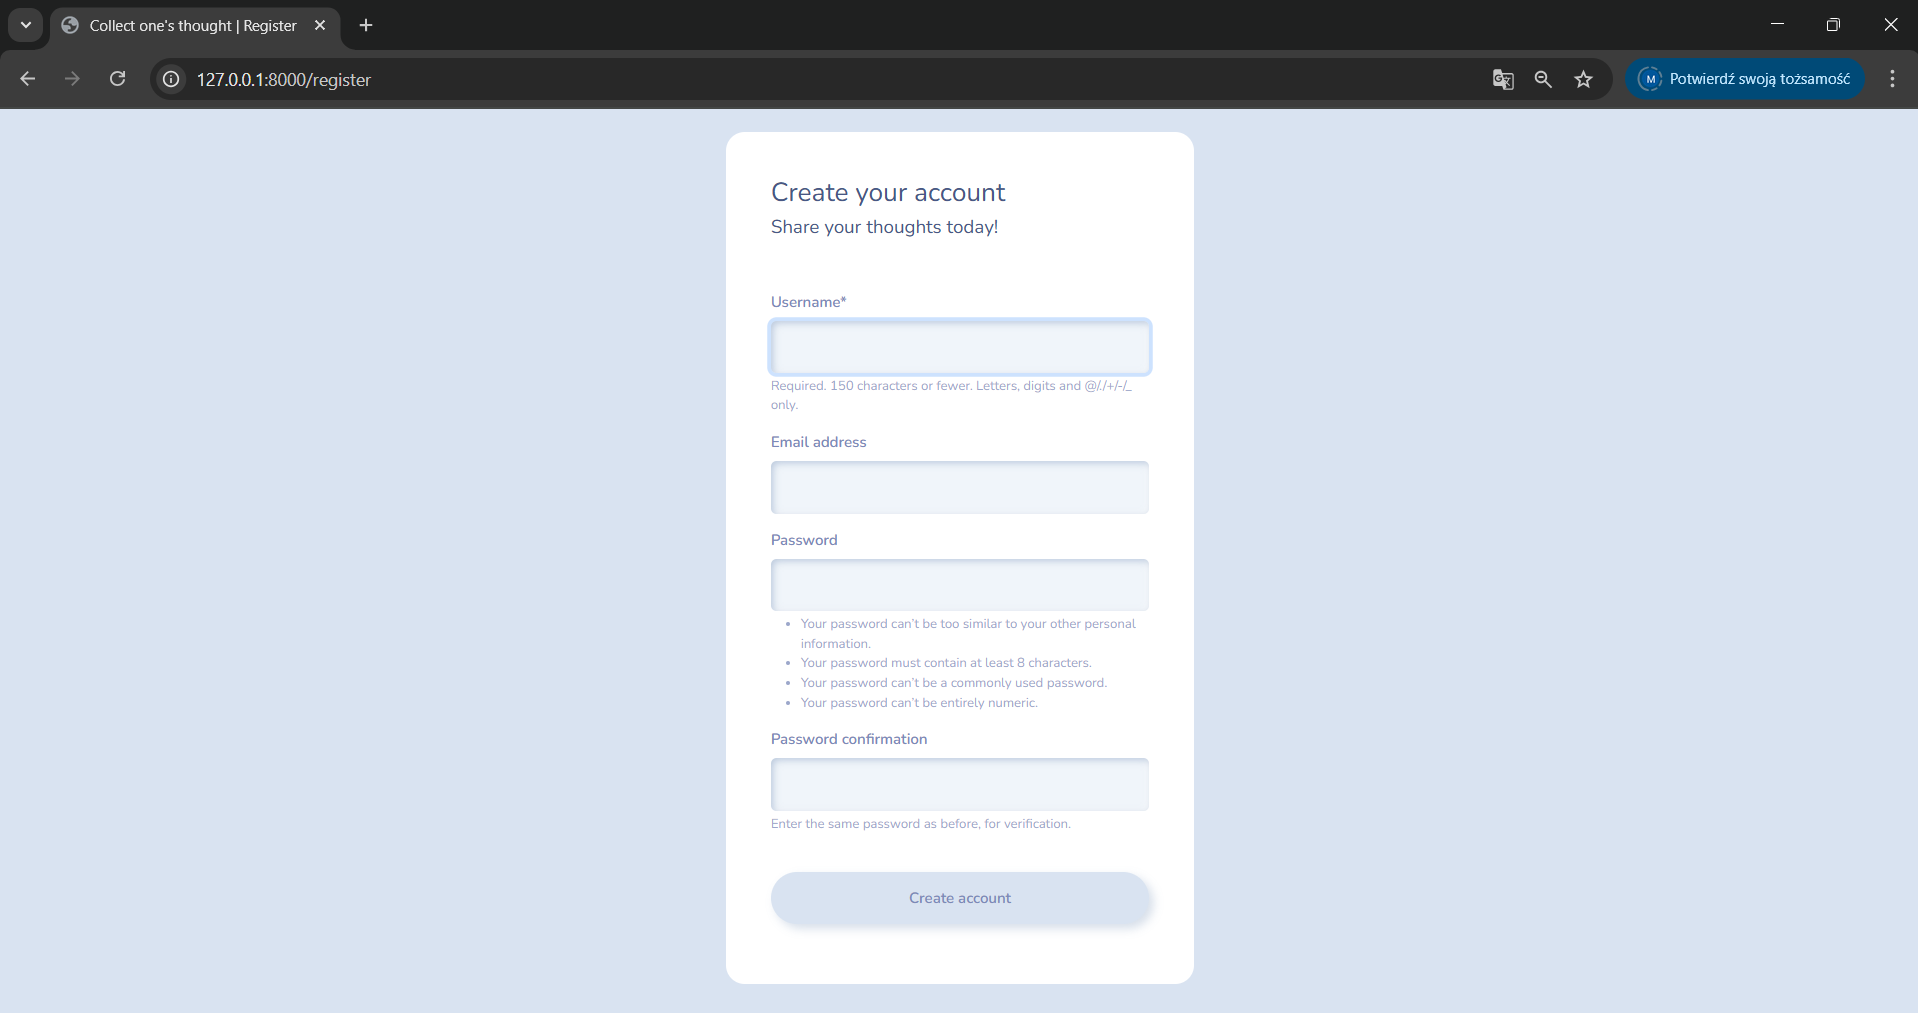 Collect one's thought | Register
127.0.0.1:8000/register
M Potwierdź swoją tożsamość
Create your account
Share your thoughts today!
Username*
Required. 150 characters or fewer. Letters, digits and @/./+/-/_
only.
Email address
Password
• Your password can't be too similar to your other personal
information.
• Your password must contain at least 8 characters.
• Your password can't be a commonly used password.
• Your password can't be entirely numeric.
Password confirmation
Enter the same password as before, for verification.
Create account